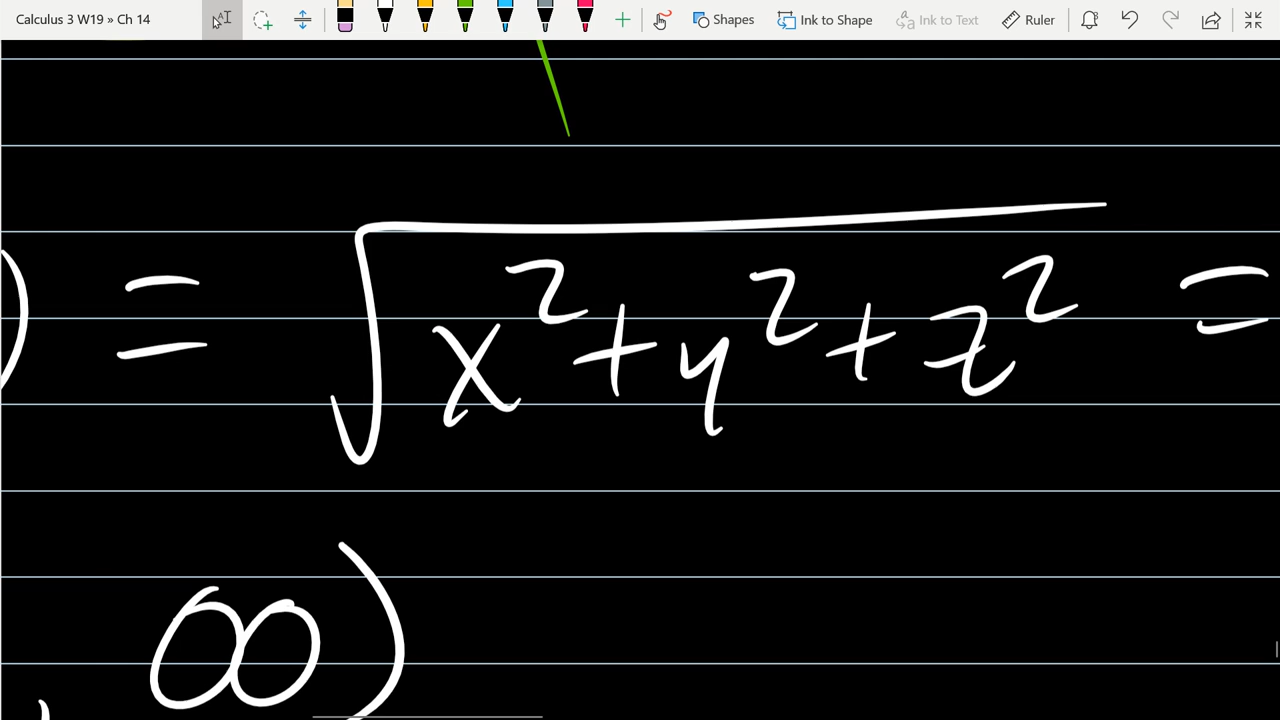 Calculus 3 W19 » Ch 14 Shapes Ink to Shape Ink to Text Ruler
) = √(x²+y²+z²) =
∞)